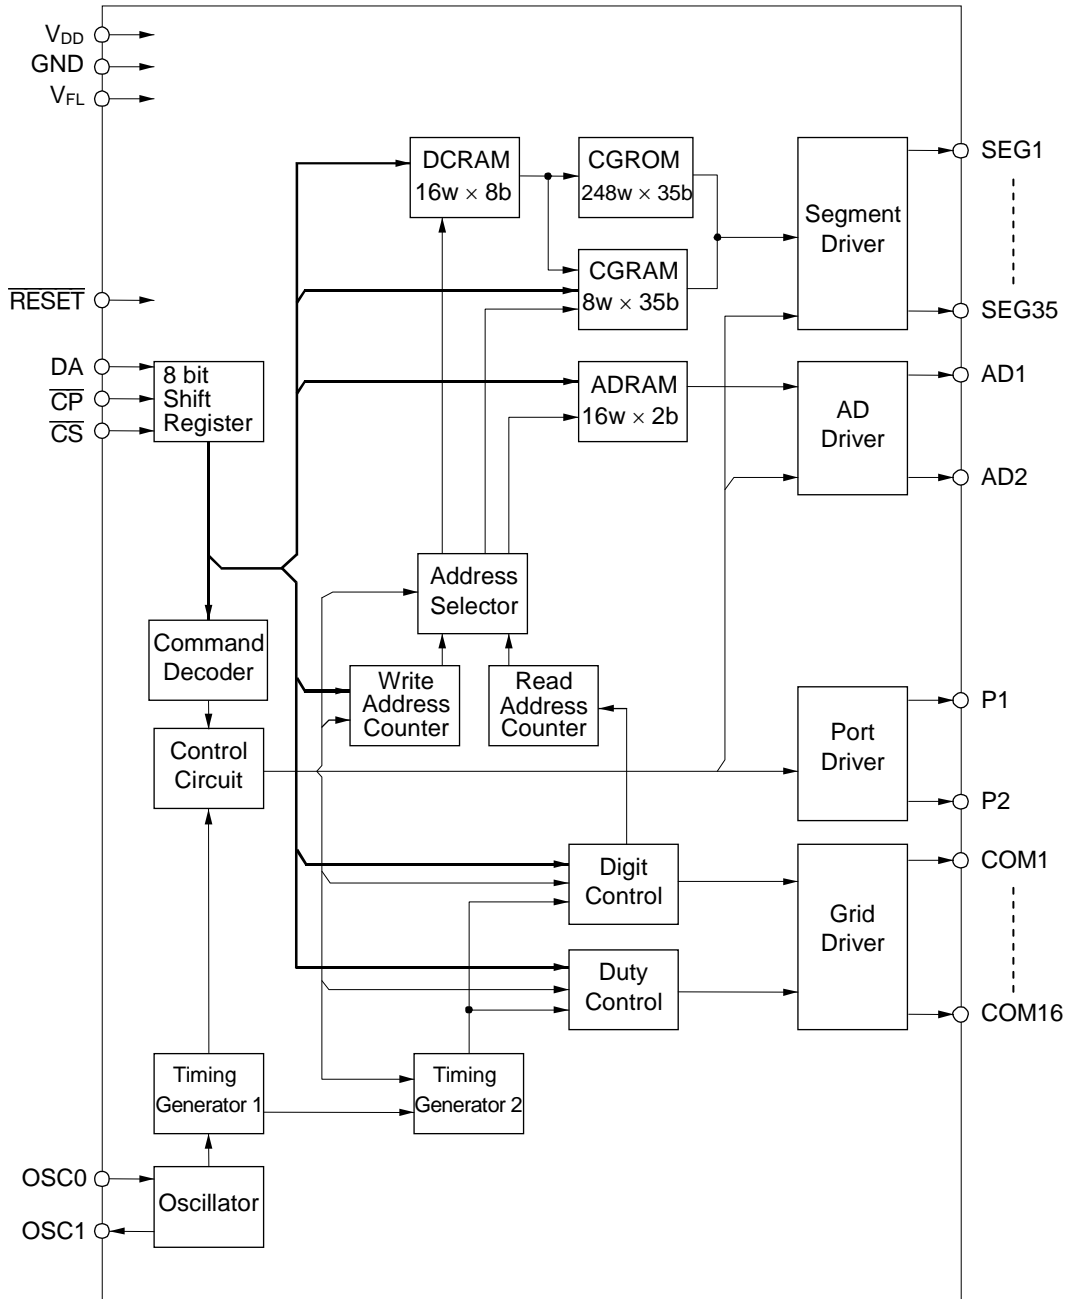 VDD
GND
VFL
RESET
DA
CP
CS
8 bit
Shift
Register
DCRAM
16w × 8b
CGROM
248w × 35b
CGRAM
8w × 35b
ADRAM
16w × 2b
Segment
Driver
SEG1
SEG35
AD
Driver
AD1
AD2
Address
Selector
Command
Decoder
Write
Address
Counter
Read
Address
Counter
Control
Circuit
Port
Driver
P1
P2
Digit
Control
Duty
Control
Grid
Driver
COM1
COM16
Timing
Generator 1
Timing
Generator 2
OSC0
OSC1
Oscillator